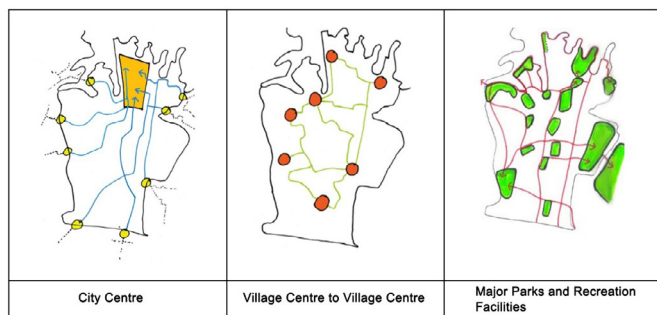 City Centre
Village Centre to Village Centre
Major Parks and Recreation
Facilities